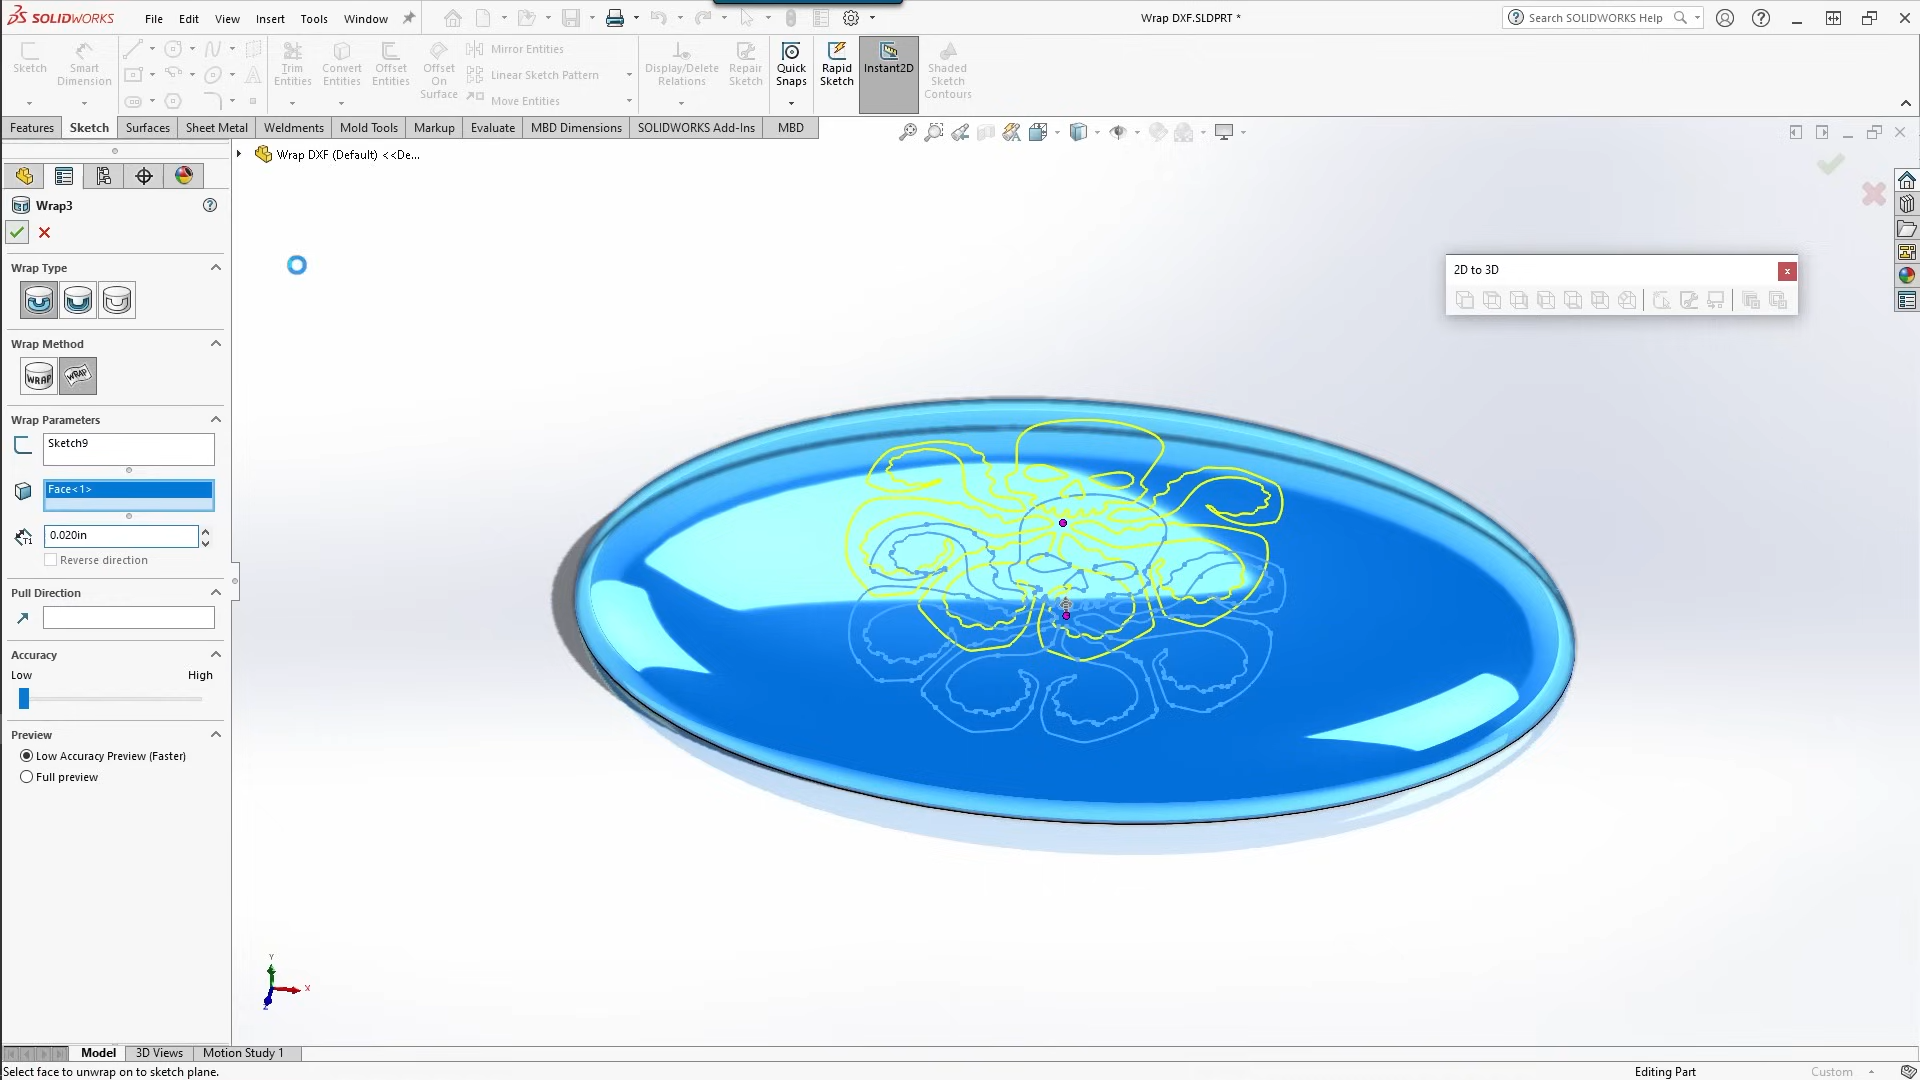 SOLIDWORKS
File Edit View Insert Tools Window
Wrap DXF.SLDPRT *
Search SOLIDWORKS Help
Sketch
Smart Dimension
Trim Entities
Convert Entities
Offset Entities
Offset On Surface
Mirror Entities
Linear Sketch Pattern
Move Entities
Display/Delete Relations
Repair Sketch
Quick Snaps
Rapid Sketch
Instant2D
Shaded Sketch Contours
Features Sketch Surfaces Sheet Metal Weldments Mold Tools Markup Evaluate MBD Dimensions SOLIDWORKS Add-Ins MBD
Wrap DXF (Default) <<De...
Wrap3
Wrap Type
Wrap Method
WRAP WRAP
Wrap Parameters
Sketch9
Face<1>
T1
0.020in
Reverse direction
Pull Direction
Accuracy
Low High
Preview
Low Accuracy Preview (Faster)
Full preview
2D to 3D
Y
X
Z
Model 3D Views Motion Study 1
Select face to unwrap on to sketch plane.
Editing Part
Custom